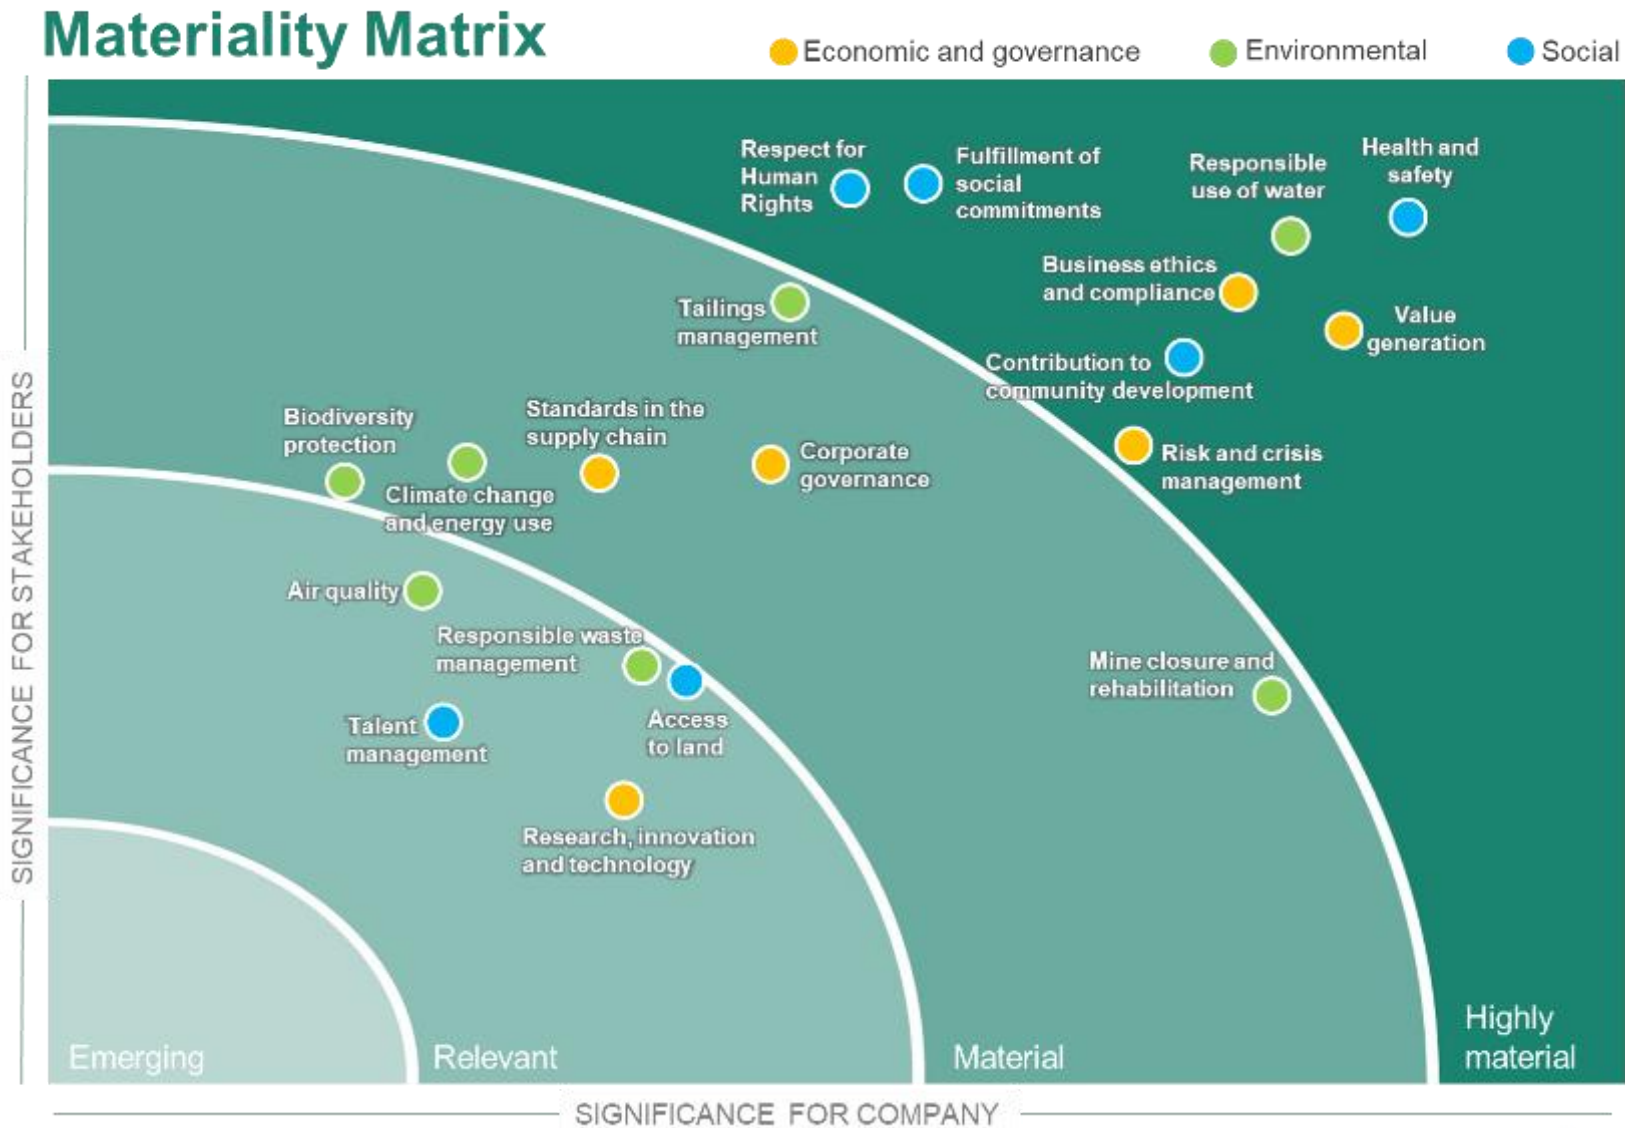 Materiality Matrix
Economic and governance
Environmental
Social
Respect for
Human
Rights
Fulfillment of
social
commitments
Responsible
use of water
Health and
safety
Business ethics
and compliance
Value
generation
Tailings
management
Contribution to
community development
Risk and crisis
management
Biodiversity
protection
Climate change
and energy use
Standards in the
supply chain
Corporate
governance
Air quality
Responsible waste
management
Access
to land
Talent
management
Research, innovation
and technology
Mine closure and
rehabilitation
Emerging
Relevant
Material
Highly
material
SIGNIFICANCE FOR STAKEHOLDERS
SIGNIFICANCE FOR COMPANY